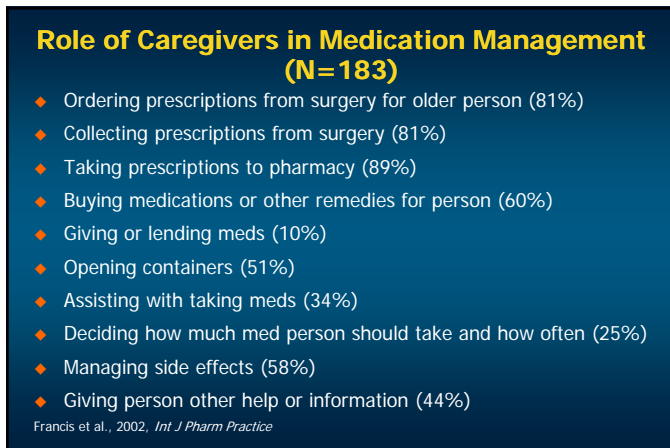 Role of Caregivers in Medication Management
(N=183)
Ordering prescriptions from surgery for older person (81%)
Collecting prescriptions from surgery (81%)
Taking prescriptions to pharmacy (89%)
Buying medications or other remedies for person (60%)
Giving or lending meds (10%)
Opening containers (51%)
Assisting with taking meds (34%)
Deciding how much med person should take and how often (25%)
Managing side effects (58%)
Giving person other help or information (44%)
Francis et al., 2002, Int J Pharm Practice